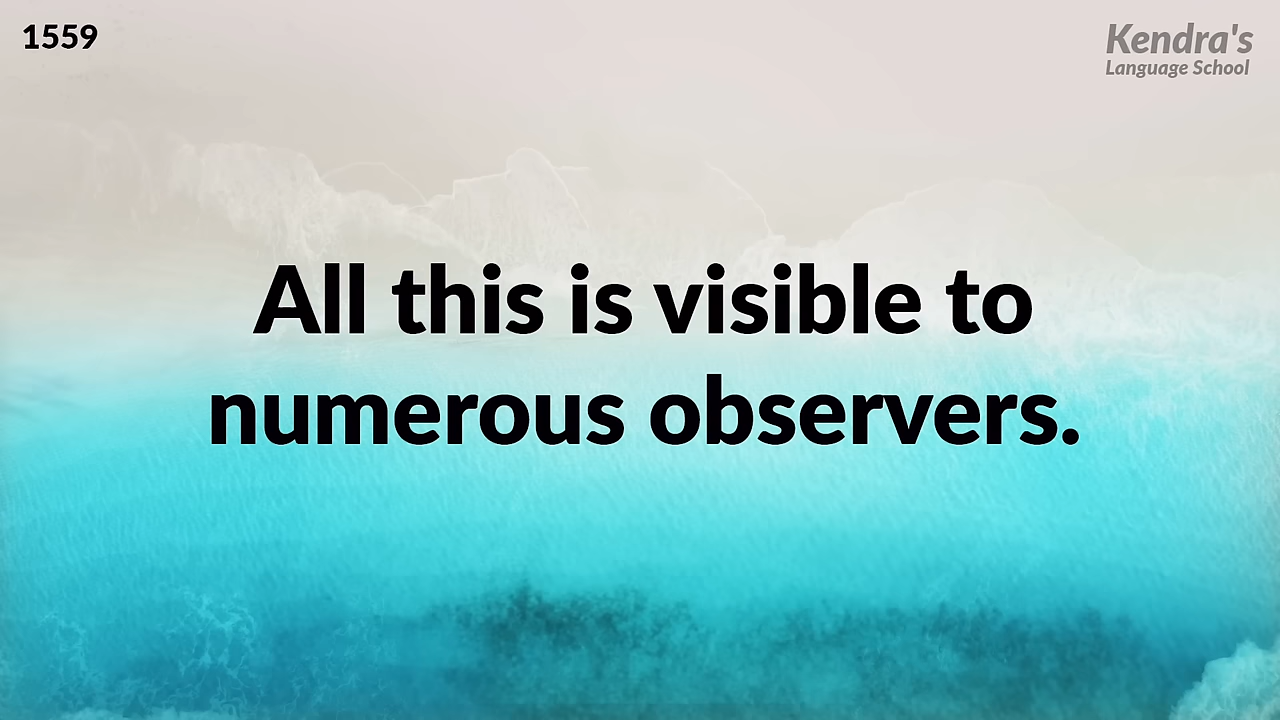 1559
Kendra's
Language School
All this is visible to
numerous observers.